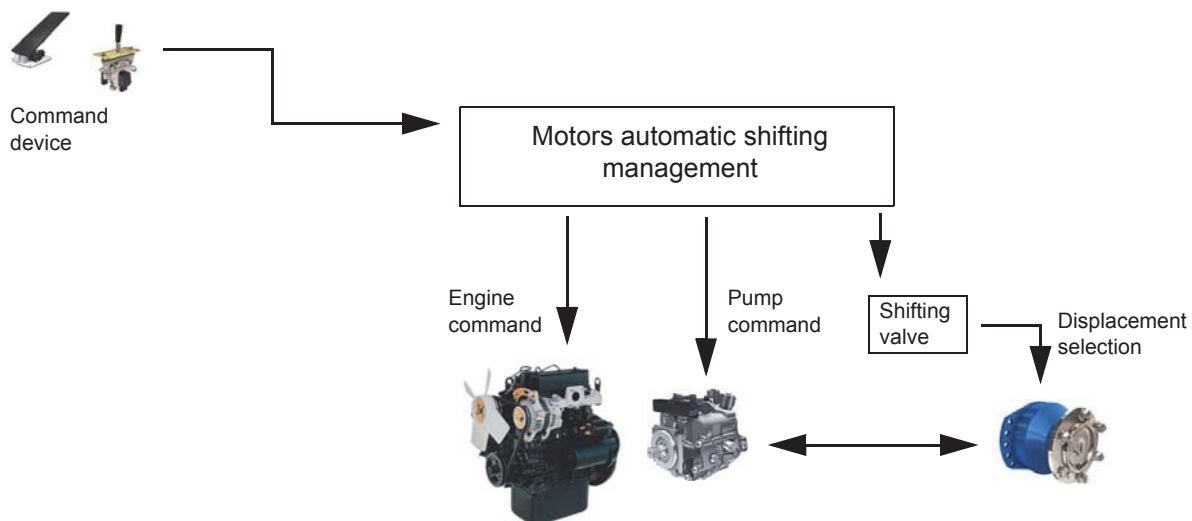 Command
device
Motors automatic shifting
management
Engine
command
Pump
command
Shifting
valve
Displacement
selection